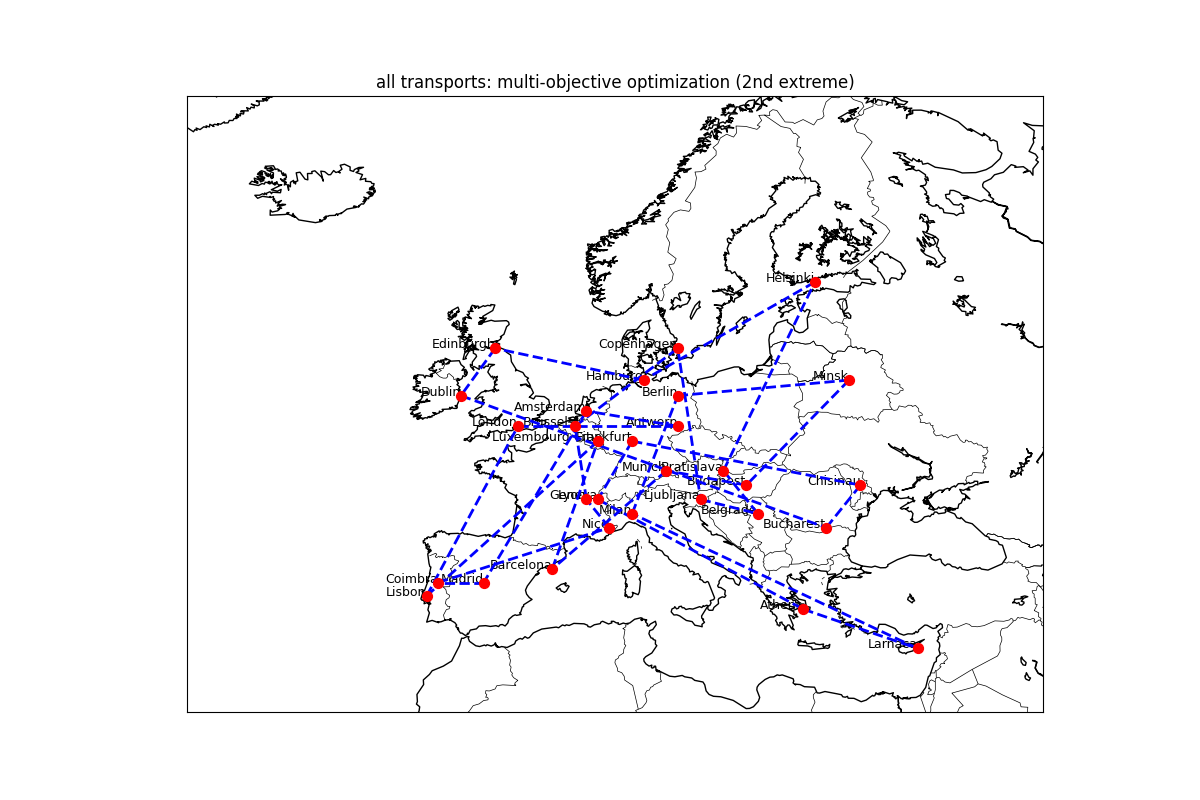 all transports: multi-objective optimization (2nd extreme)
Helsinki
Edinburgh
Copenhagen
Hamburg
Minsk
Dublin
Berlin
Amsterdam
London
Brussels
Antwerp
Luxembourg
Frankfurt
Munich
Bratislava
Budapest
Chisinau
Geneva
Lyon
Ljubljana
Milan
Belgrade
Nice
Bucharest
Barcelona
Coimbra
Madrid
Lisbon
Athens
Larnaca